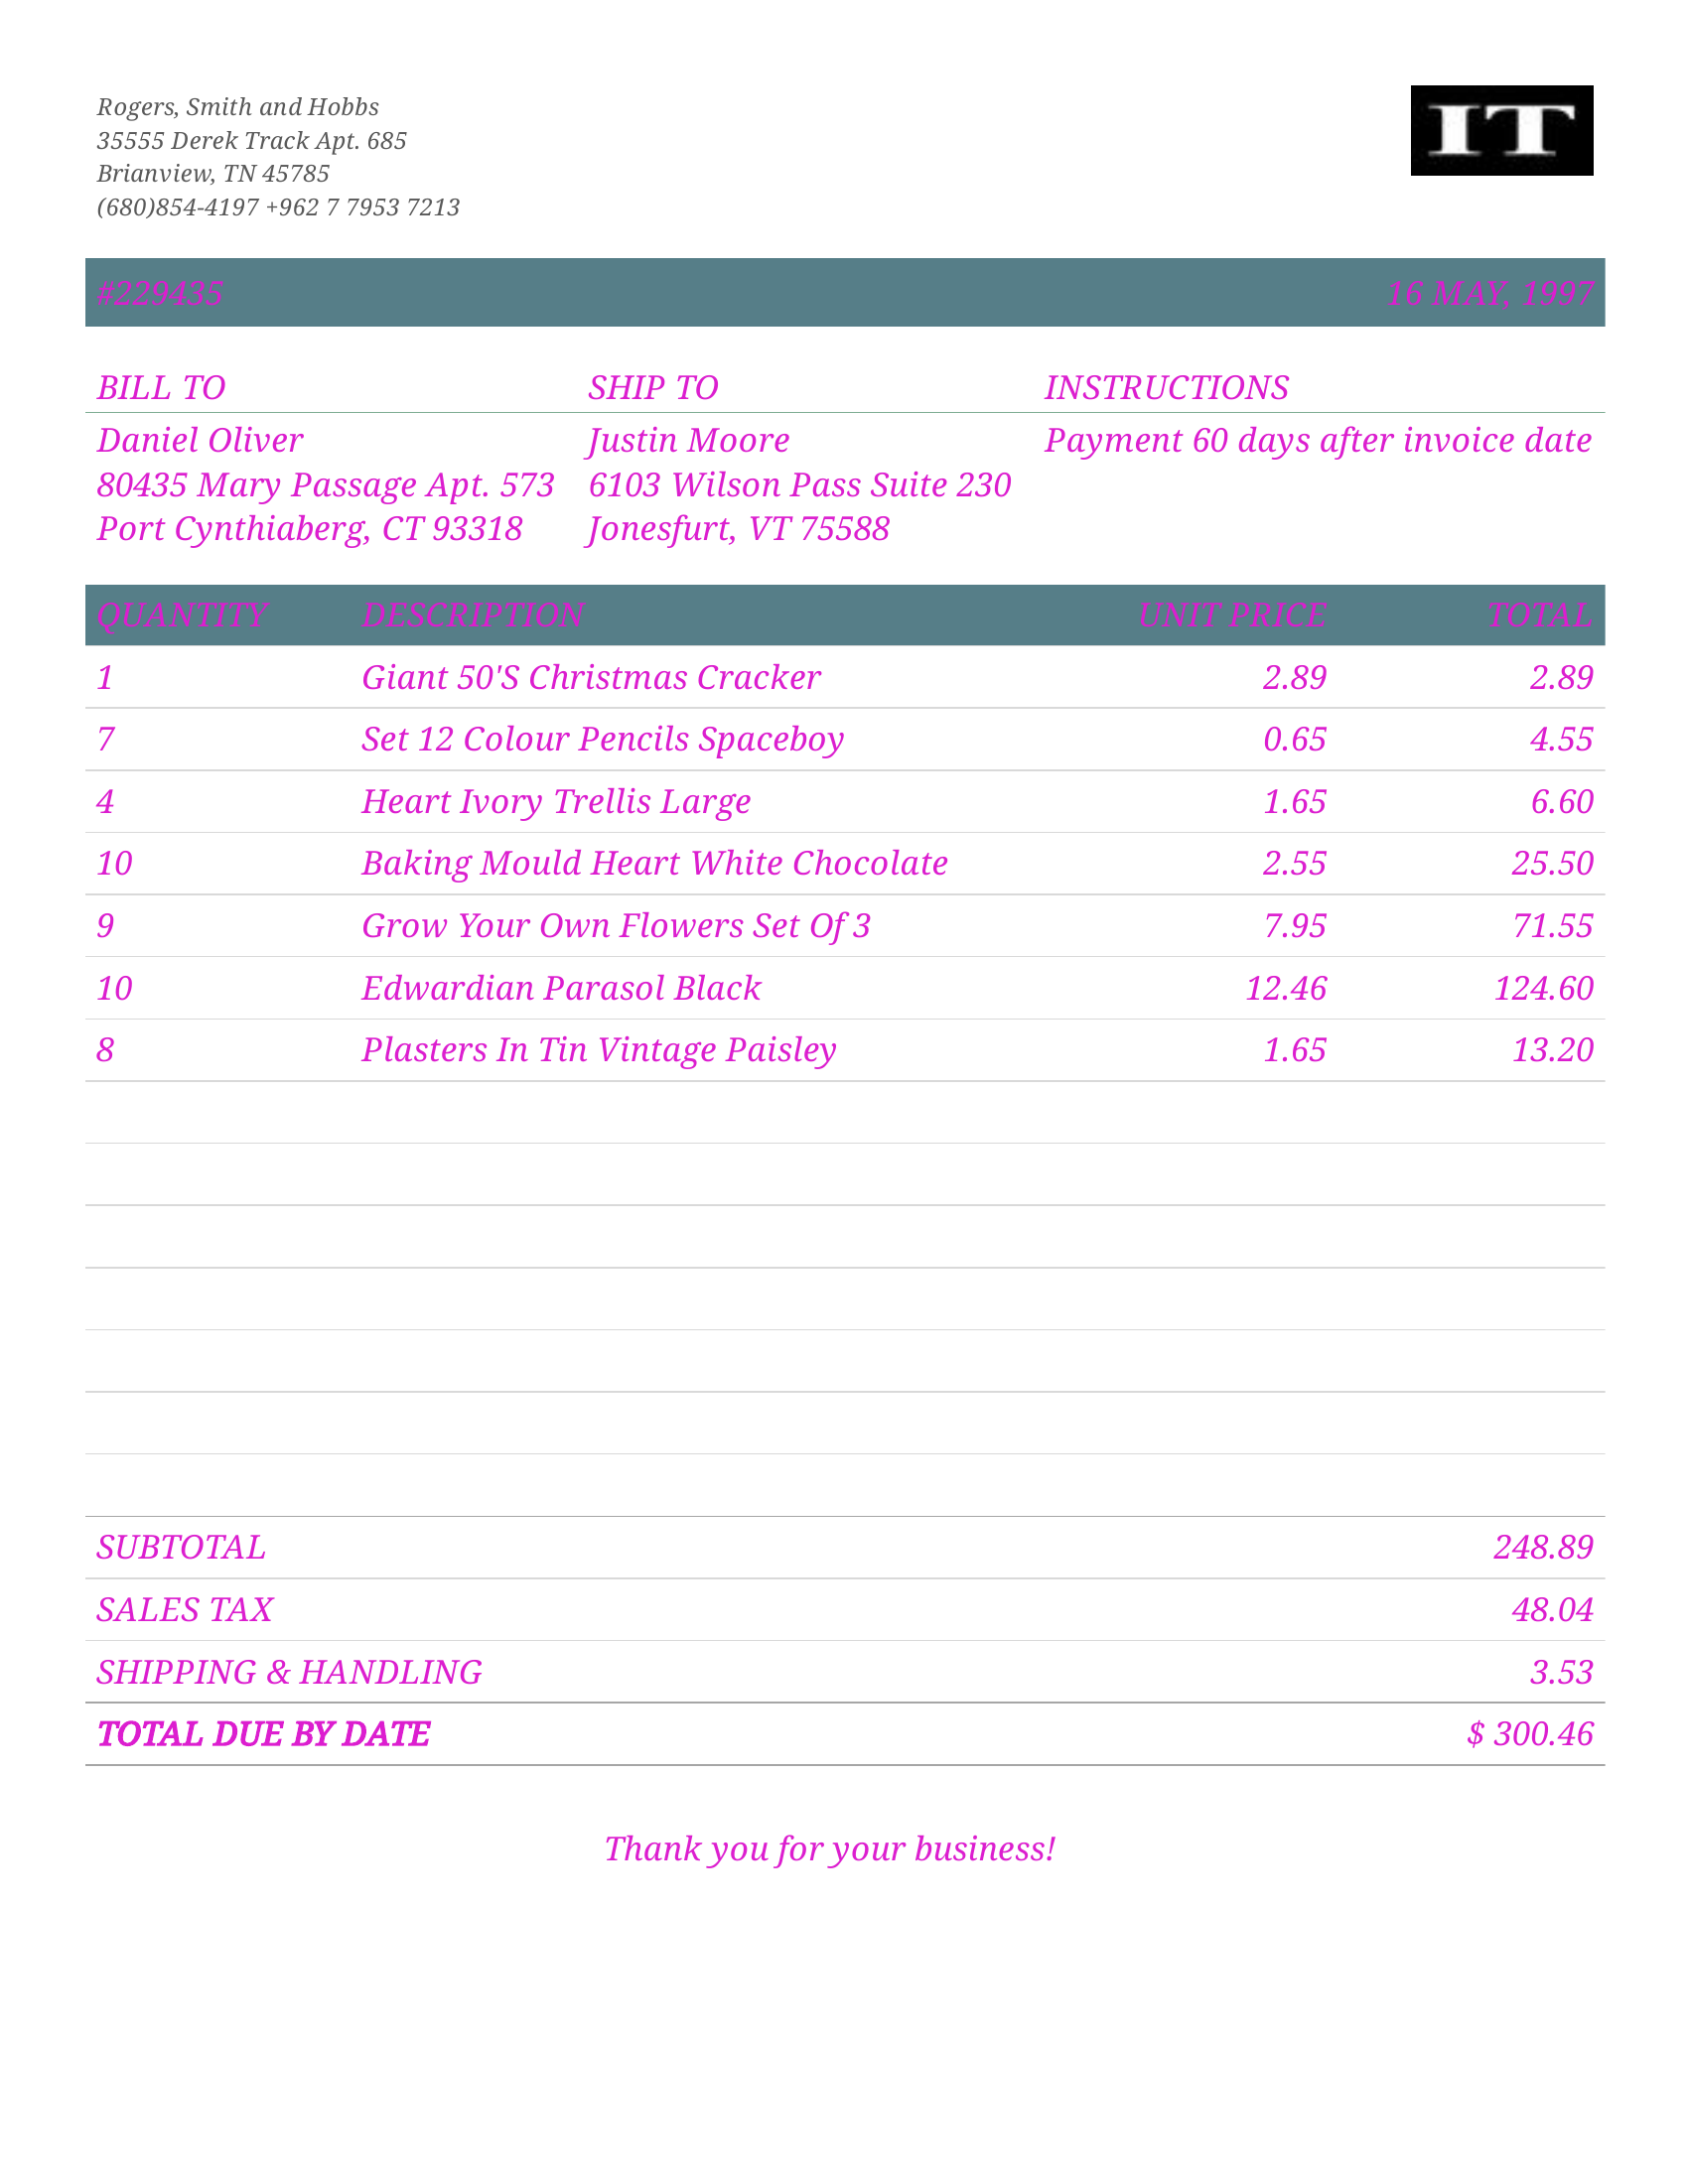 Rogers, Smith and Hobbs
35555 Derek Track Apt. 685
Brianview, TN 45785
(680)854-4197 +962 7 7953 7213
IT
#229435 16 MAY, 1997
BILL TO SHIP TO INSTRUCTIONS
Daniel Oliver Justin Moore Payment 60 days after invoice date
80435 Mary Passage Apt. 573 6103 Wilson Pass Suite 230
Port Cynthiaberg, CT 93318 Jonesfurt, VT 75588
QUANTITY DESCRIPTION UNIT PRICE TOTAL
1 Giant 50'S Christmas Cracker 2.89 2.89
7 Set 12 Colour Pencils Spaceboy 0.65 4.55
4 Heart Ivory Trellis Large 1.65 6.60
10 Baking Mould Heart White Chocolate 2.55 25.50
9 Grow Your Own Flowers Set Of 3 7.95 71.55
10 Edwardian Parasol Black 12.46 124.60
8 Plasters In Tin Vintage Paisley 1.65 13.20
SUBTOTAL 248.89
SALES TAX 48.04
SHIPPING & HANDLING 3.53
TOTAL DUE BY DATE $ 300.46
Thank you for your business!